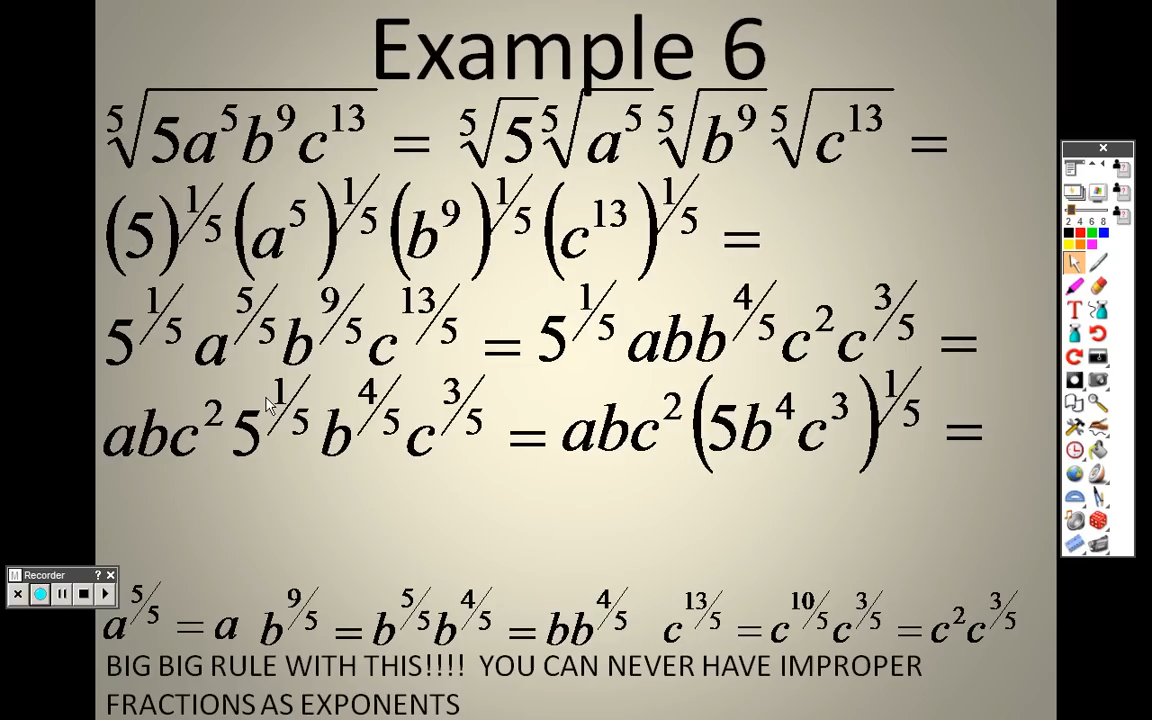 Example 6
⁵√(5a⁵b⁹c¹³) = ⁵√5 ⁵√a⁵ ⁵√b⁹ ⁵√c¹³ =
(5)^(1/5) (a⁵)^(1/5) (b⁹)^(1/5) (c¹³)^(1/5) =
5^(1/5) a^(5/5) b^(9/5) c^(13/5) = 5^(1/5) abb^(4/5) c² c^(3/5) =
abc² 5^(1/5) b^(4/5) c^(3/5) = abc² (5b⁴c³)^(1/5) =
2 4 6 8
Recorder ? ×
a^(5/5) = a b^(9/5) = b^(5/5) b^(4/5) = bb^(4/5) c^(13/5) = c^(10/5) c^(3/5) = c² c^(3/5)
BIG BIG RULE WITH THIS!!!! YOU CAN NEVER HAVE IMPROPER
FRACTIONS AS EXPONENTS